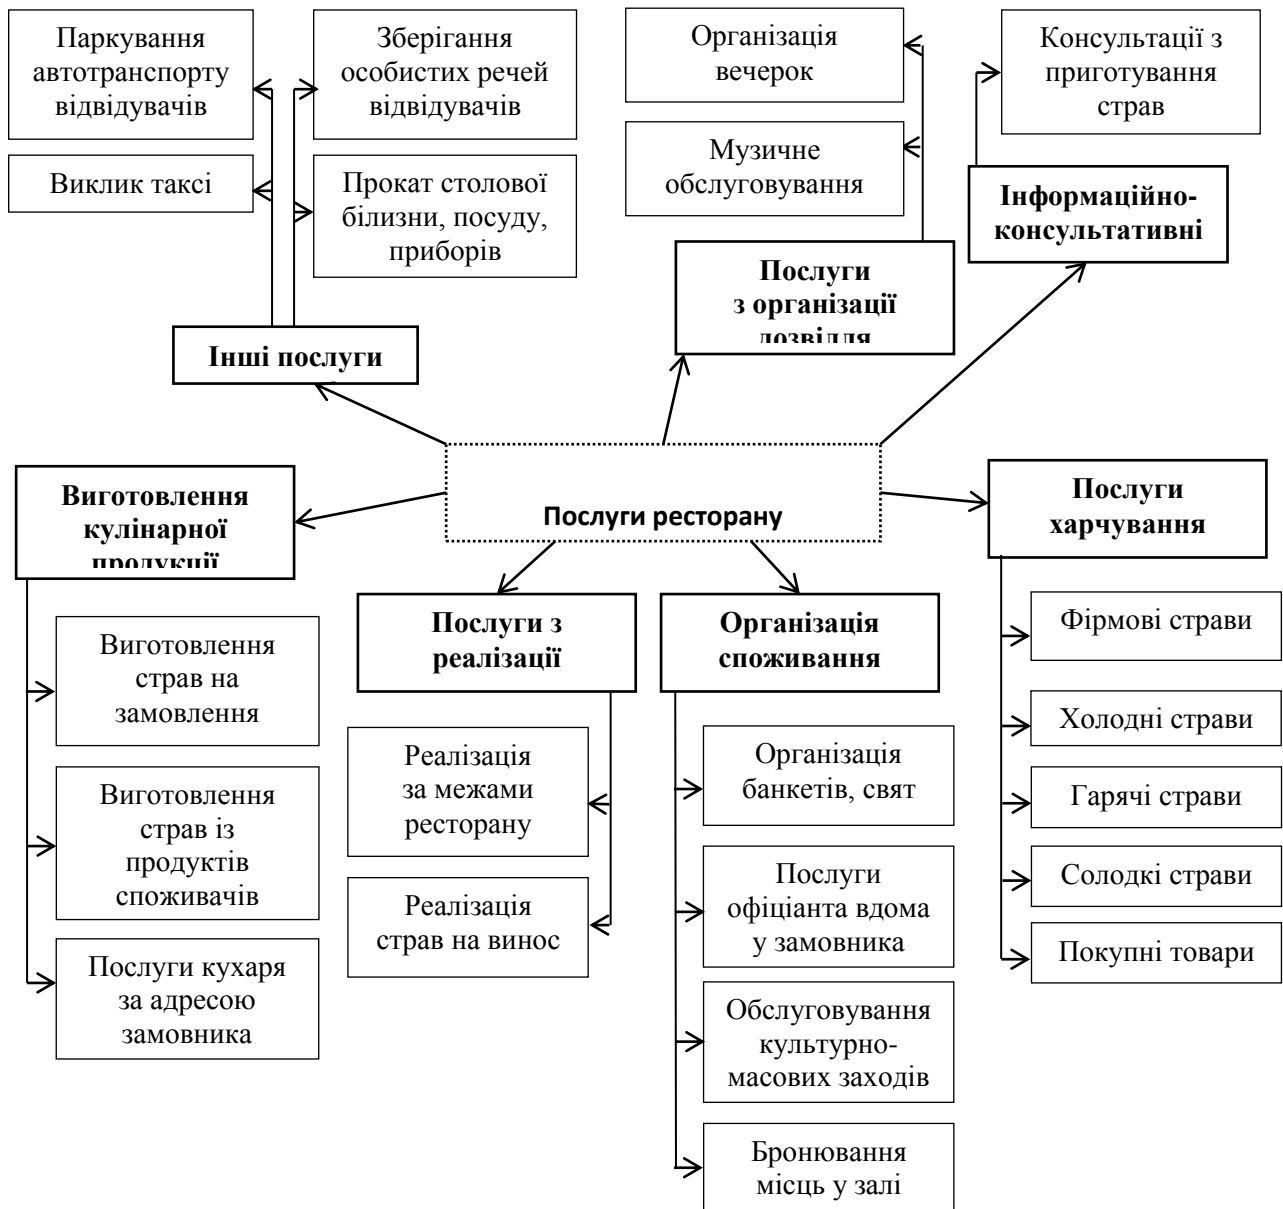 Паркування
автотранспорту
відвідувачів
Зберігання
особистих речей
відвідувачів
Організація
вечерок
Консультації з
приготування
страв
Виклик таксі
Прокат столової
білизни, посуду,
приборів
Музичне
обслуговування
Інформаційно-
консультативні
Послуги
з організації
дозвілля
Інші послуги
Виготовлення
кулінарної
продукції
Послуги ресторану
Послуги
харчування
Послуги з
реалізації
Організація
споживання
Виготовлення
страв на
замовлення
Виготовлення
страв із
продуктів
споживачів
Послуги кухаря
за адресою
замовника
Реалізація
за межами
ресторану
Реалізація
страв на винос
Організація
банкетів, свят
Послуги
офіціанта вдома
у замовника
Обслуговування
культурно-
масових заходів
Бронювання
місць у залі
Фірмові страви
Холодні страви
Гарячі страви
Солодкі страви
Покупні товари